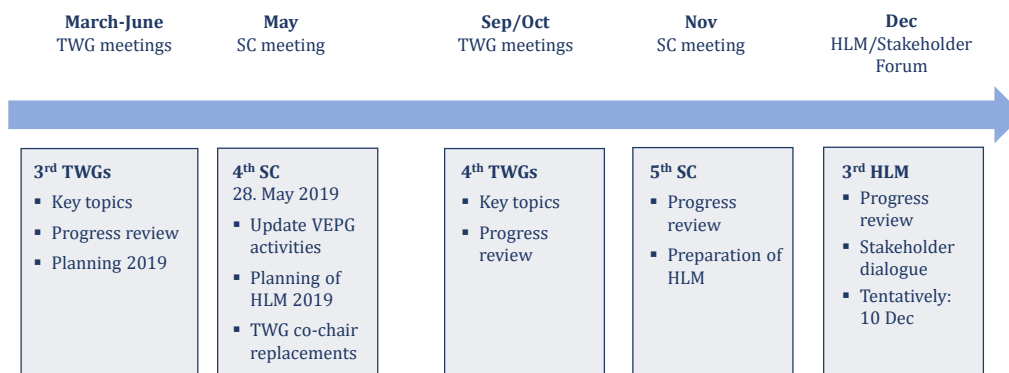 March-June
TWG meetings
May
SC meeting
Sep/Oct
TWG meetings
Nov
SC meeting
Dec
HLM/Stakeholder
Forum
3rd TWGs
▪ Key topics
▪ Progress review
▪ Planning 2019
4th SC
28. May 2019
▪ Update VEPG
activities
▪ Planning of
HLM 2019
▪ TWG co-chair
replacements
4th TWGs
▪ Key topics
▪ Progress
review
5th SC
▪ Progress
review
▪ Preparation of
HLM
3rd HLM
▪ Progress
review
▪ Stakeholder
dialogue
▪ Tentatively:
10 Dec